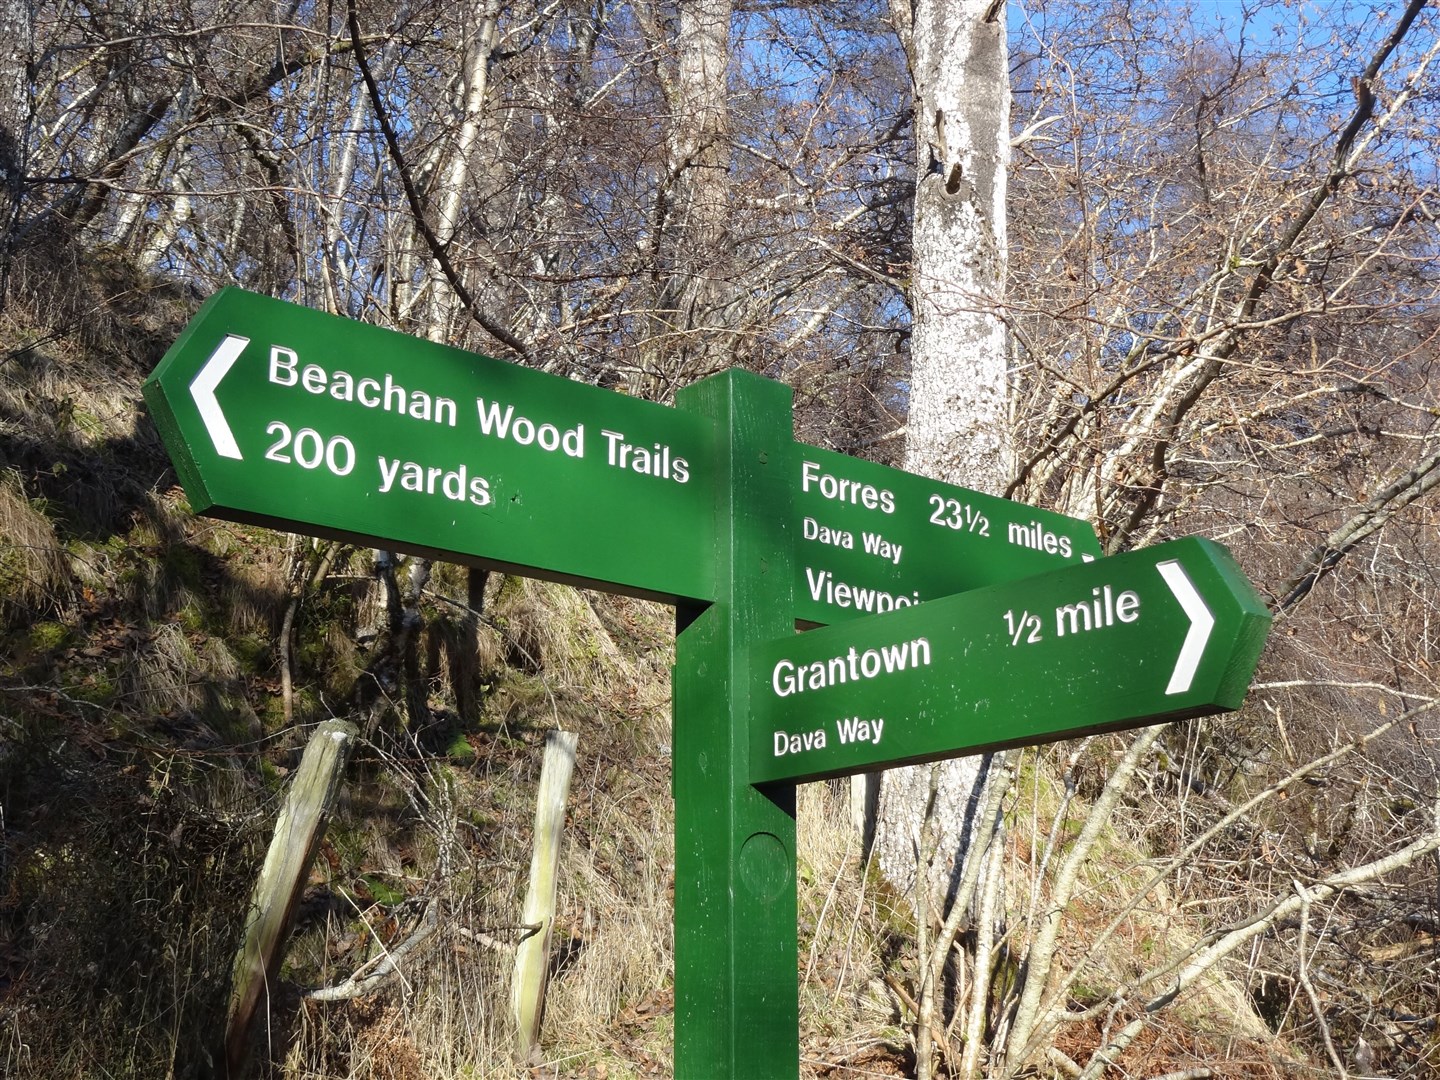 Beachan Wood Trails
200 yards
Forres 23½ miles
Dava Way
Grantown ½ mile
Dava Way